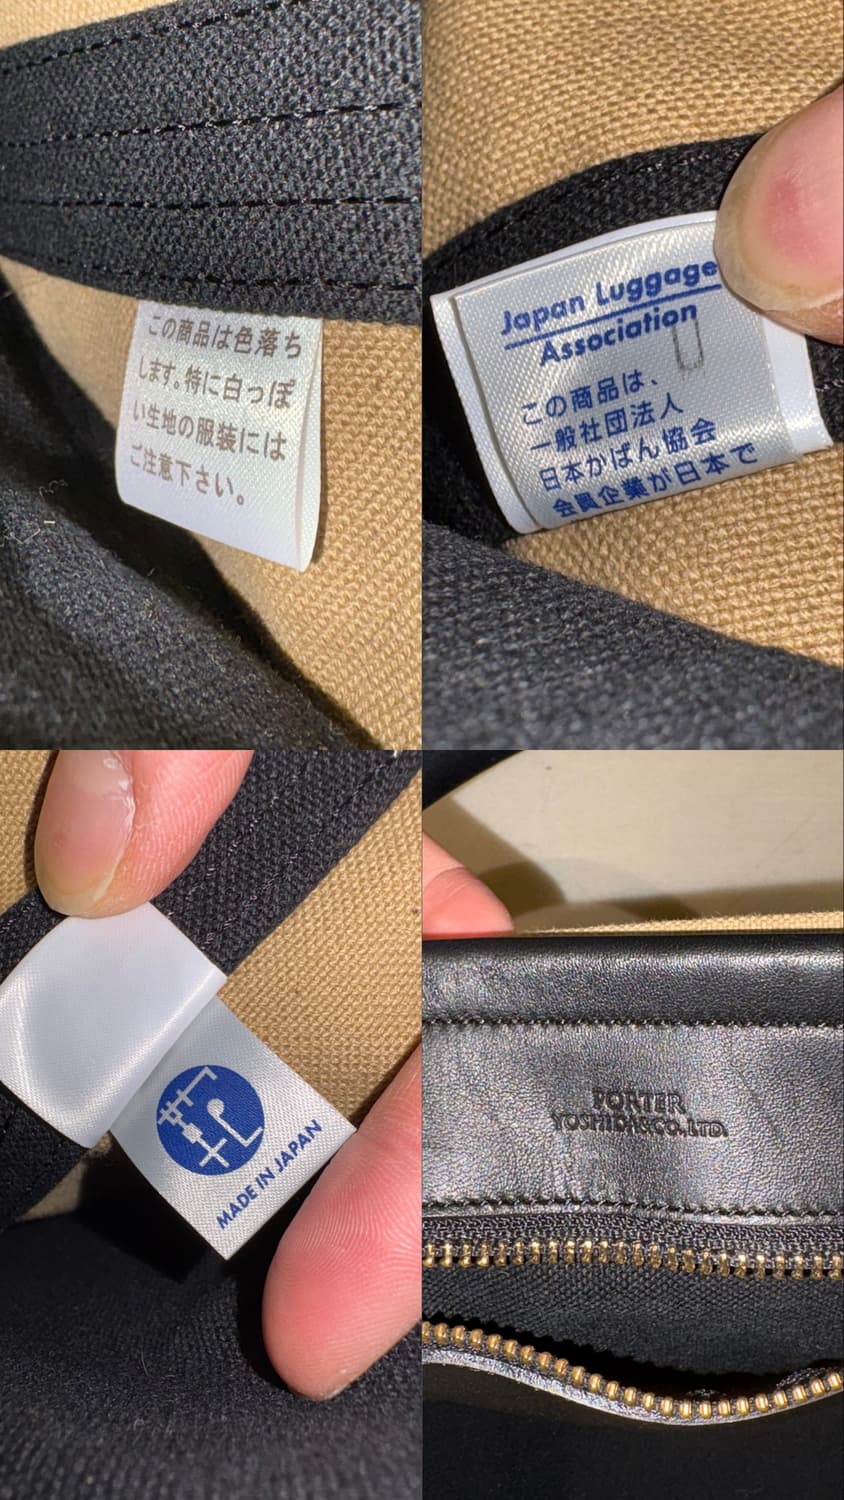 この商品は色落ち
します。特に白っぽ
い生地の服装には
ご注意下さい。
Japan Luggage
Association
この商品は、
一般社団法人
日本かばん協会
会員企業が日本で
MADE IN JAPAN
PORTER
YOSHIDA&CO.,LTD.